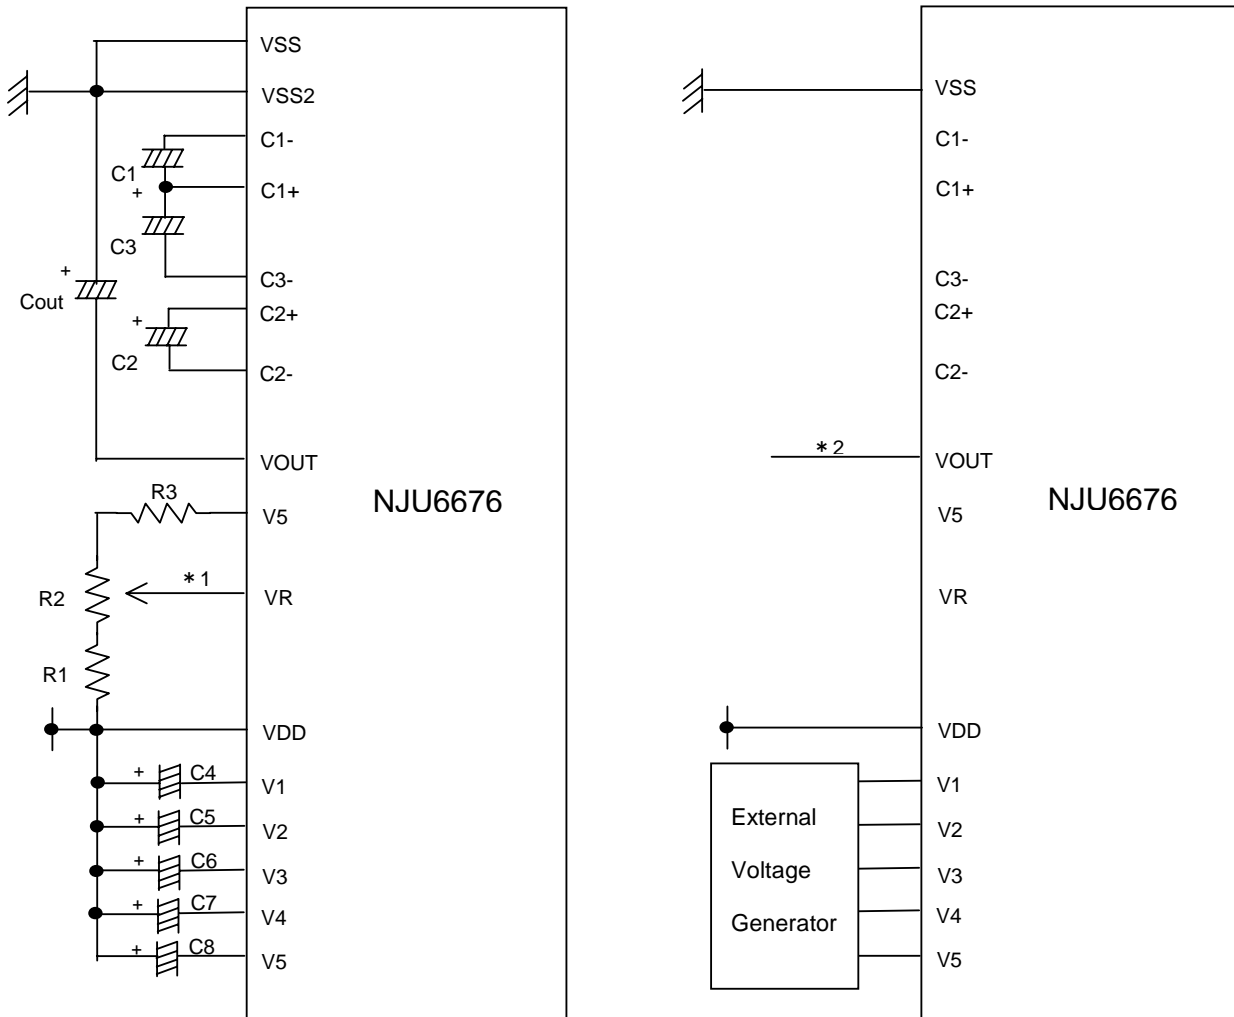 VSS
VSS2
C1-
C1
+
C1+
C3
C3-
+
Cout
C2+
+
C2
C2-
VOUT
R3
V5
NJU6676
*1
R2
VR
R1
VDD
+ C4
V1
+ C5
V2
+ C6
V3
+ C7
V4
+ C8
V5
VSS
C1-
C1+
C3-
C2+
C2-
*2
VOUT
V5
NJU6676
VR
VDD
External
Voltage
Generator
V1
V2
V3
V4
V5